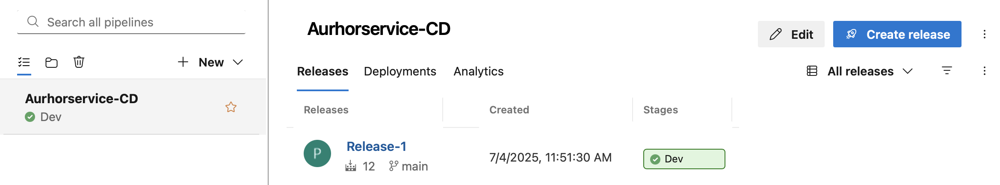 Search all pipelines
New
Aurhorservice-CD
Dev
Aurhorservice-CD
Edit
Create release
Releases Deployments Analytics
All releases
Releases Created Stages
P Release-1
12 main
7/4/2025, 11:51:30 AM
Dev